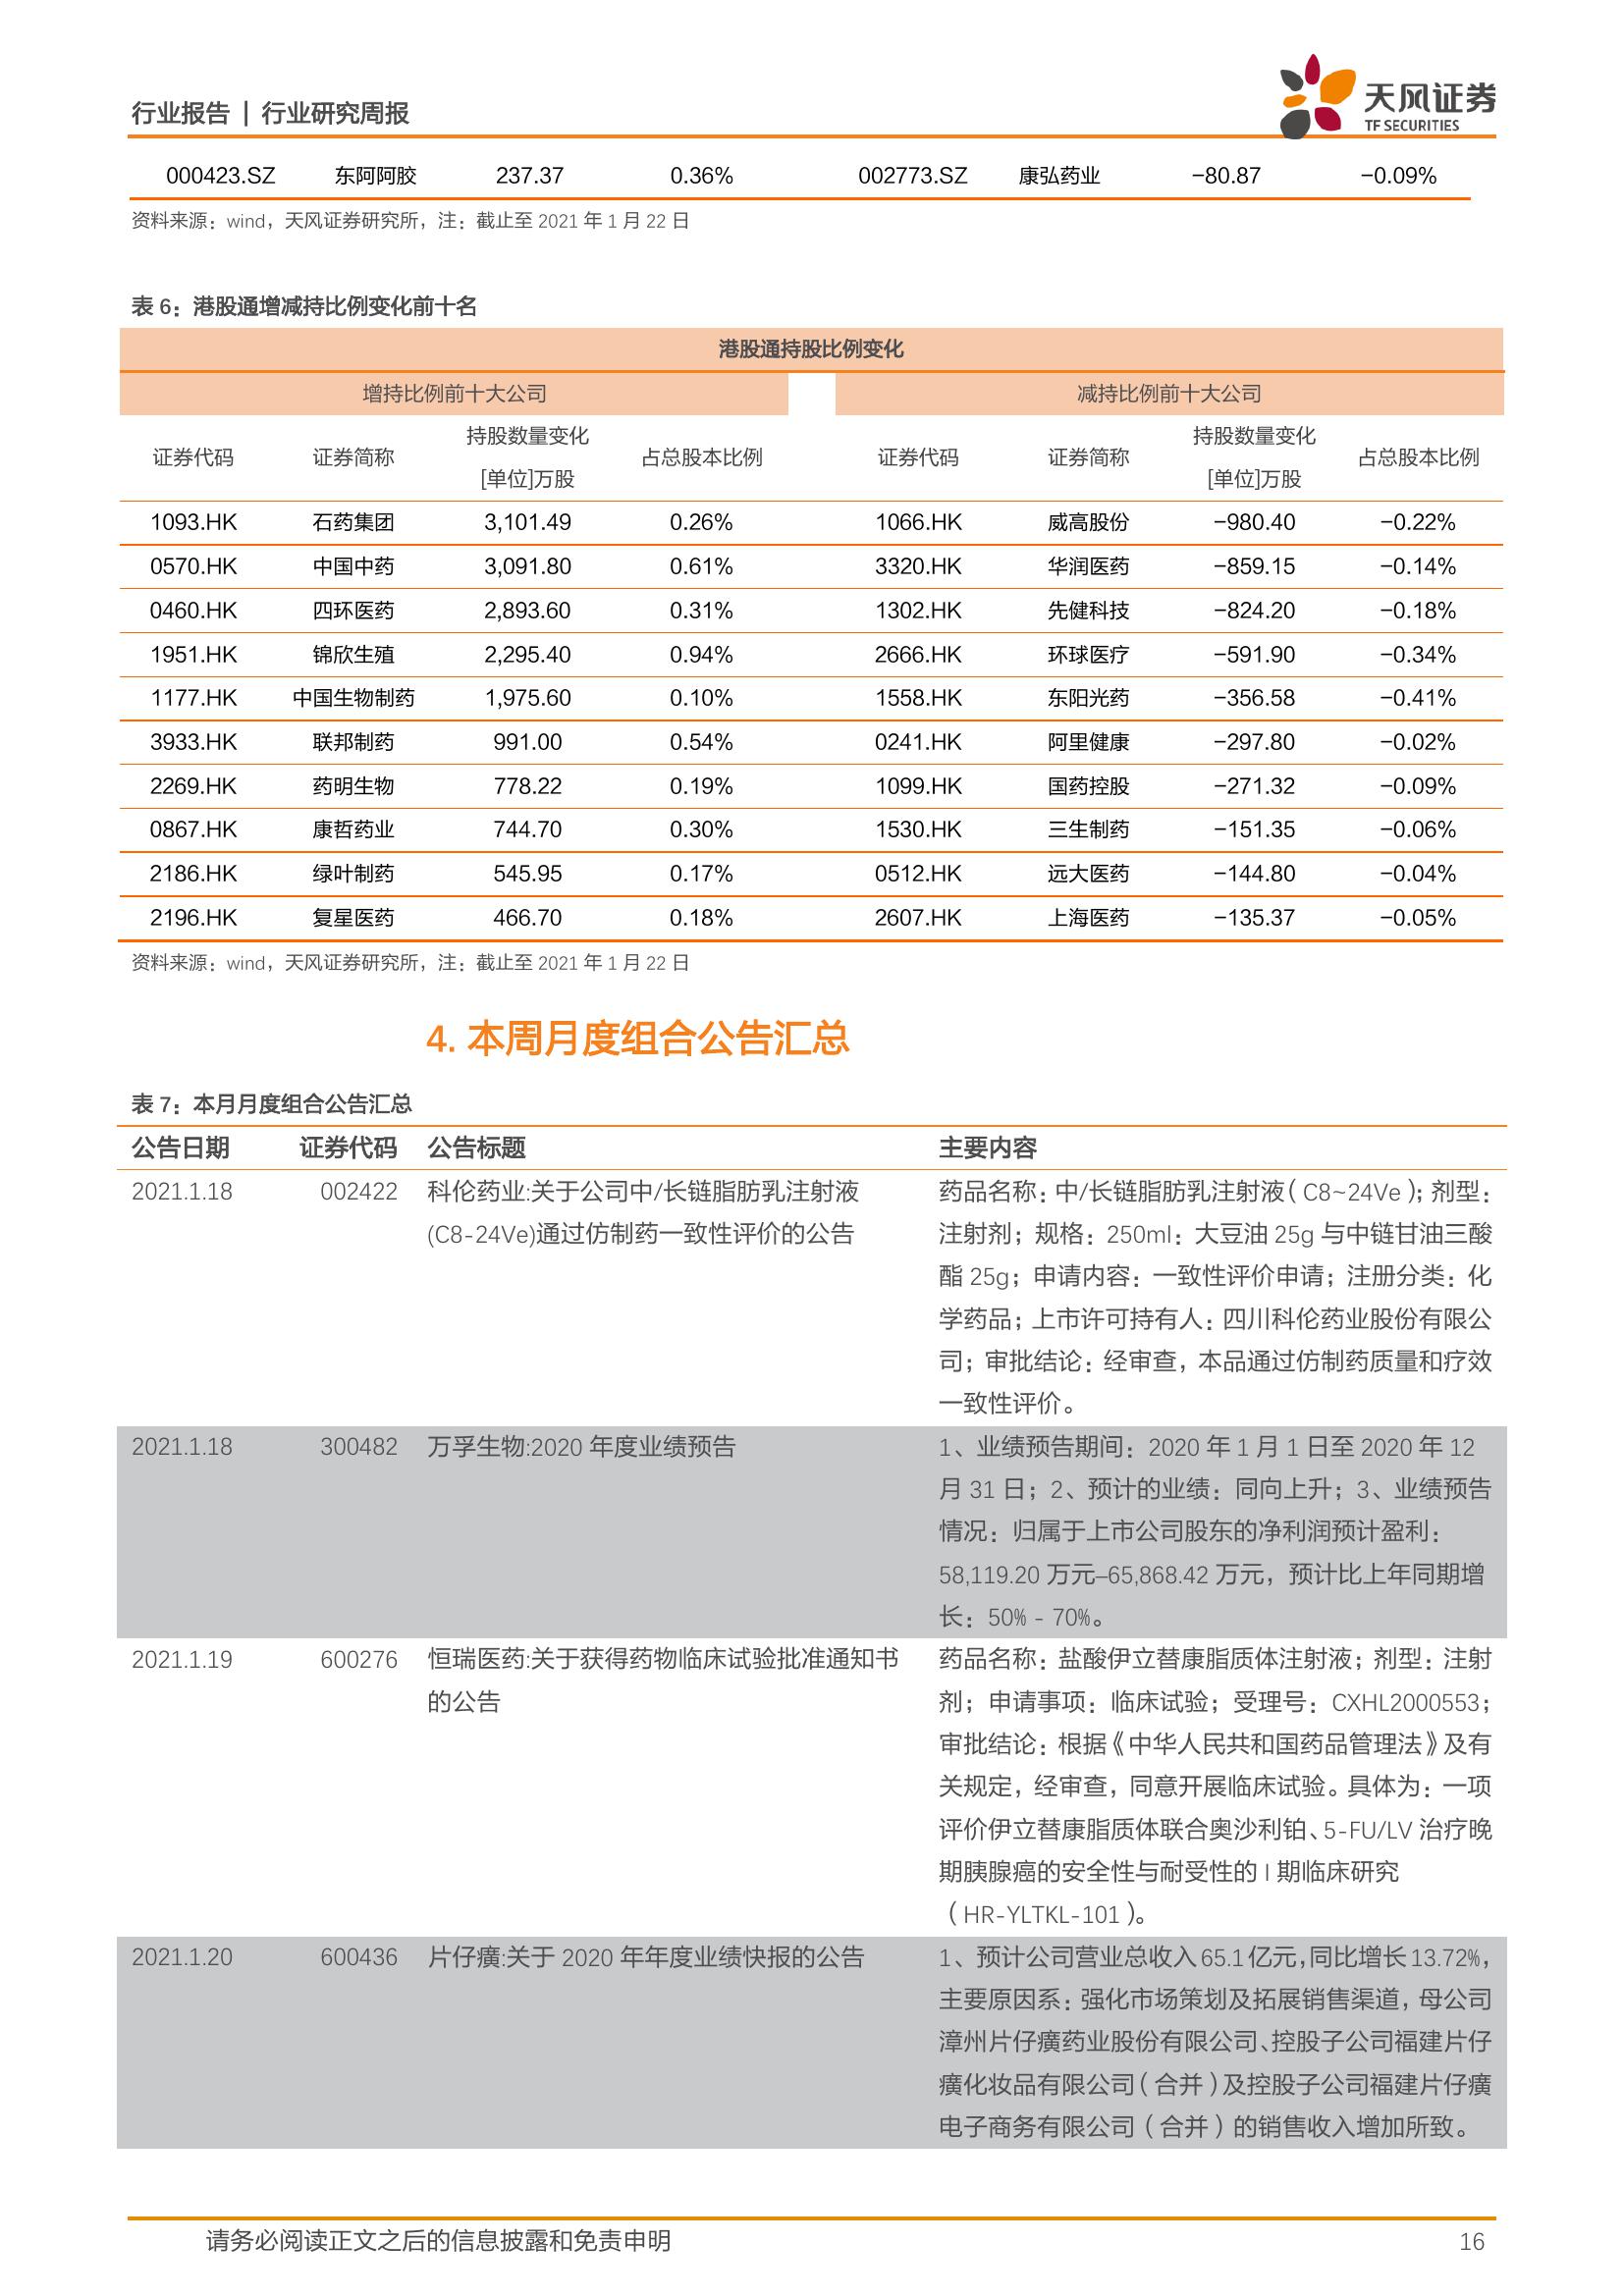 行业报告 | 行业研究周报
天风证券
TF SECURITIES
000423.SZ 东阿阿胶 237.37 0.36% 002773.SZ 康弘药业 −80.87 −0.09%
资料来源：wind，天风证券研究所，注：截止至 2021 年 1 月 22 日
表 6：港股通增减持比例变化前十名
港股通持股比例变化
增持比例前十大公司 减持比例前十大公司
证券代码 证券简称 持股数量变化 [单位]万股 占总股本比例 证券代码 证券简称 持股数量变化 [单位]万股 占总股本比例
1093.HK 石药集团 3,101.49 0.26% 1066.HK 威高股份 −980.40 −0.22%
0570.HK 中国中药 3,091.80 0.61% 3320.HK 华润医药 −859.15 −0.14%
0460.HK 四环医药 2,893.60 0.31% 1302.HK 先健科技 −824.20 −0.18%
1951.HK 锦欣生殖 2,295.40 0.94% 2666.HK 环球医疗 −591.90 −0.34%
1177.HK 中国生物制药 1,975.60 0.10% 1558.HK 东阳光药 −356.58 −0.41%
3933.HK 联邦制药 991.00 0.54% 0241.HK 阿里健康 −297.80 −0.02%
2269.HK 药明生物 778.22 0.19% 1099.HK 国药控股 −271.32 −0.09%
0867.HK 康哲药业 744.70 0.30% 1530.HK 三生制药 −151.35 −0.06%
2186.HK 绿叶制药 545.95 0.17% 0512.HK 远大医药 −144.80 −0.04%
2196.HK 复星医药 466.70 0.18% 2607.HK 上海医药 −135.37 −0.05%
资料来源：wind，天风证券研究所，注：截止至 2021 年 1 月 22 日
4. 本周月度组合公告汇总
表 7：本月月度组合公告汇总
公告日期 证券代码 公告标题 主要内容
2021.1.18 002422 科伦药业:关于公司中/长链脂肪乳注射液
(C8-24Ve)通过仿制药一致性评价的公告
药品名称：中/长链脂肪乳注射液（C8~24Ve）；剂型：
注射剂；规格：250ml：大豆油 25g 与中链甘油三酸
酯 25g；申请内容：一致性评价申请；注册分类：化
学药品；上市许可持有人：四川科伦药业股份有限公
司；审批结论：经审查，本品通过仿制药质量和疗效
一致性评价。
2021.1.18 300482 万孚生物:2020 年度业绩预告
1、业绩预告期间：2020 年 1 月 1 日至 2020 年 12
月 31 日；2、预计的业绩：同向上升；3、业绩预告
情况：归属于上市公司股东的净利润预计盈利：
58,119.20 万元–65,868.42 万元，预计比上年同期增
长：50% - 70%。
2021.1.19 600276 恒瑞医药:关于获得药物临床试验批准通知书
的公告
药品名称：盐酸伊立替康脂质体注射液；剂型：注射
剂；申请事项：临床试验；受理号：CXHL2000553；
审批结论：根据《中华人民共和国药品管理法》及有
关规定，经审查，同意开展临床试验。具体为：一项
评价伊立替康脂质体联合奥沙利铂、5-FU/LV 治疗晚
期胰腺癌的安全性与耐受性的 I 期临床研究
（HR-YLTKL-101）。
2021.1.20 600436 片仔癀:关于 2020 年年度业绩快报的公告
1、预计公司营业总收入 65.1 亿元，同比增长 13.72%，
主要原因系：强化市场策划及拓展销售渠道，母公司
漳州片仔癀药业股份有限公司、控股子公司福建片仔
癀化妆品有限公司（合并）及控股子公司福建片仔癀
电子商务有限公司（合并）的销售收入增加所致。
请务必阅读正文之后的信息披露和免责申明 16